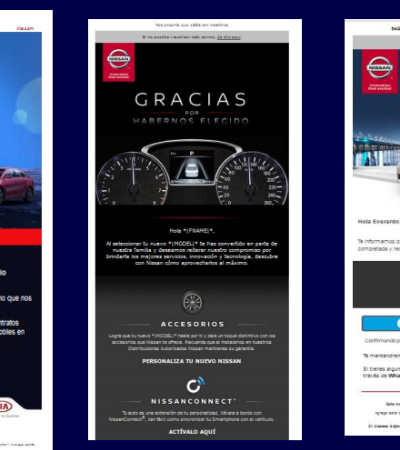 kia.com
lo
no que nos
ntratos
obles en
Nos encanta que estés con nosotros.
Si no puedes visualizar este correo, da clic aquí.
NISSAN
GRACIAS
POR
HABERNOS ELEGIDO
Hola *|FNAME|*,
Al seleccionar tu nuevo *|MODEL|* te has convertido en parte de
nuestra familia y deseamos reiterar nuestro compromiso por
brindarte los mejores servicios, innovación y tecnología, descubre
con Nissan cómo aprovecharlos al máximo.
ACCESORIOS
Logra que tu nuevo *|MODEL|* hable por ti y dale un toque distintivo con los
accesorios que Nissan te ofrece. Recuerda que al instalarlos en nuestros
Distribuidores Autorizados Nissan mantienes su garantía.
PERSONALIZA TU NUEVO NISSAN
NISSANCONNECT®
Tu auto es una extensión de tu personalidad, llévala a bordo con
NissanConnect®, tan fácil como sincronizar tu Smartphone con el vehículo.
ACTÍVALO AQUÍ
NISSAN
Hola Everardo
Te informamos q
completada y re
Confirmando p
Te mantendrem
Si tienes algun
través de What